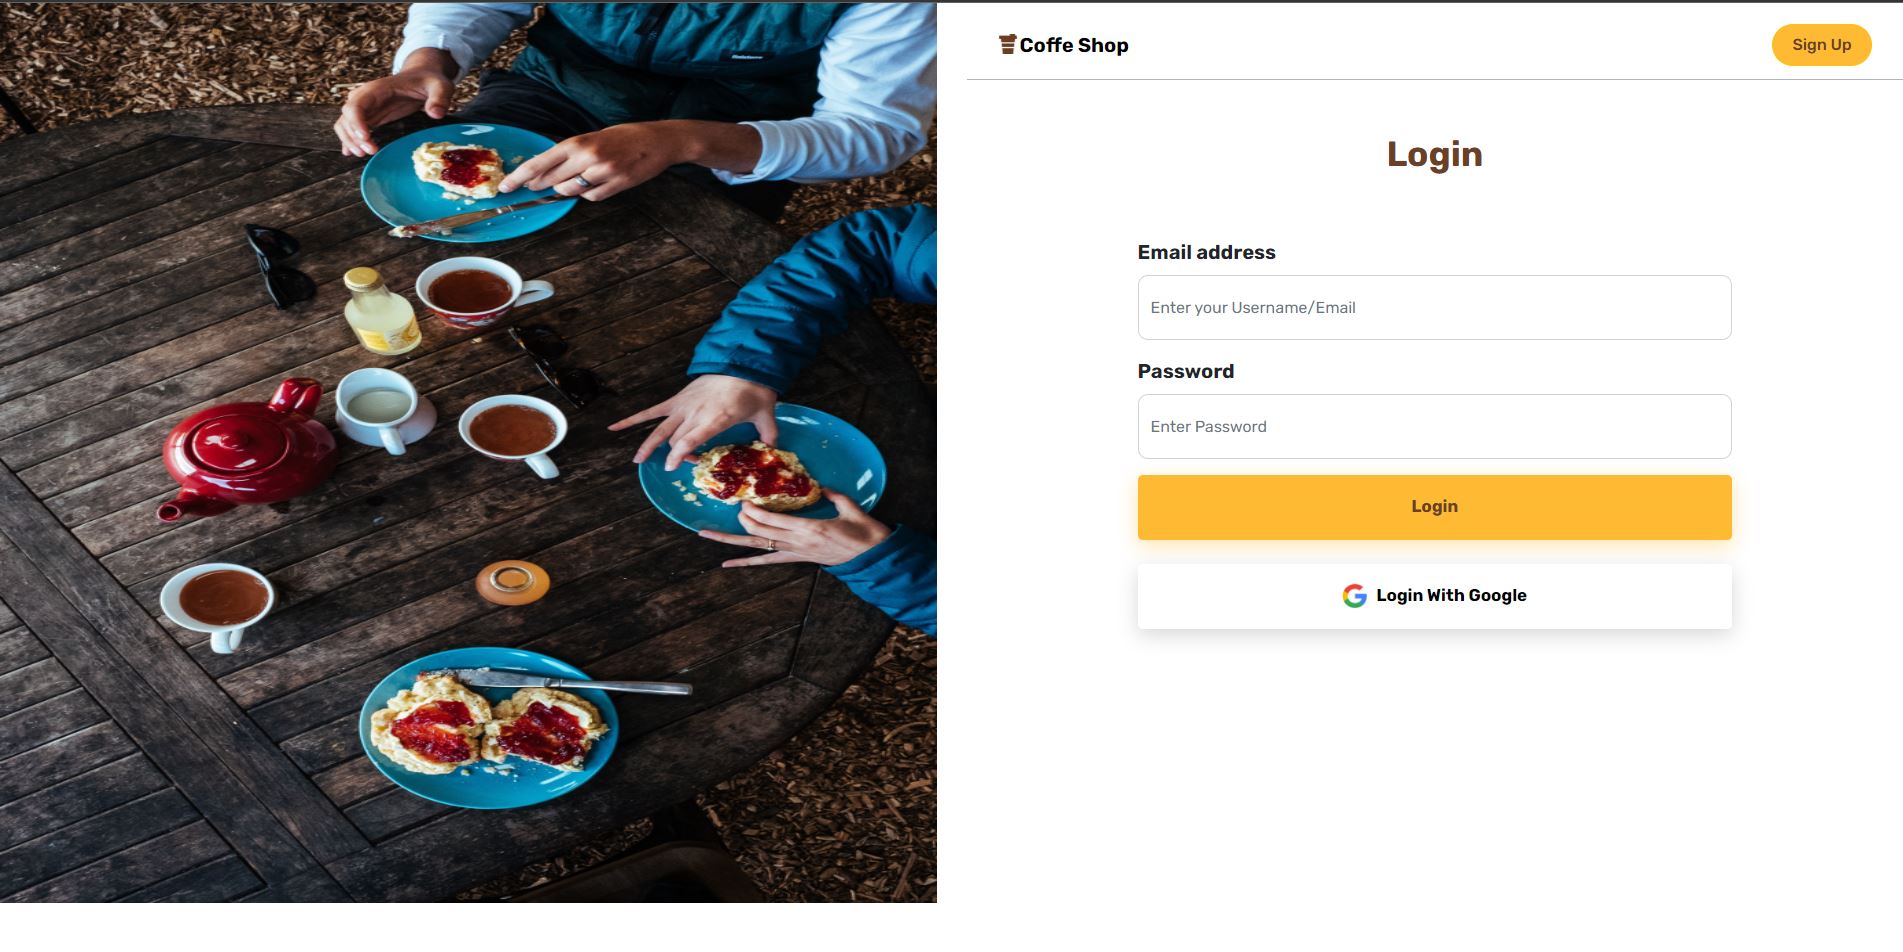 Coffe Shop
Sign Up
Login
Email address
Enter your Username/Email
Password
Enter Password
Login
Login With Google